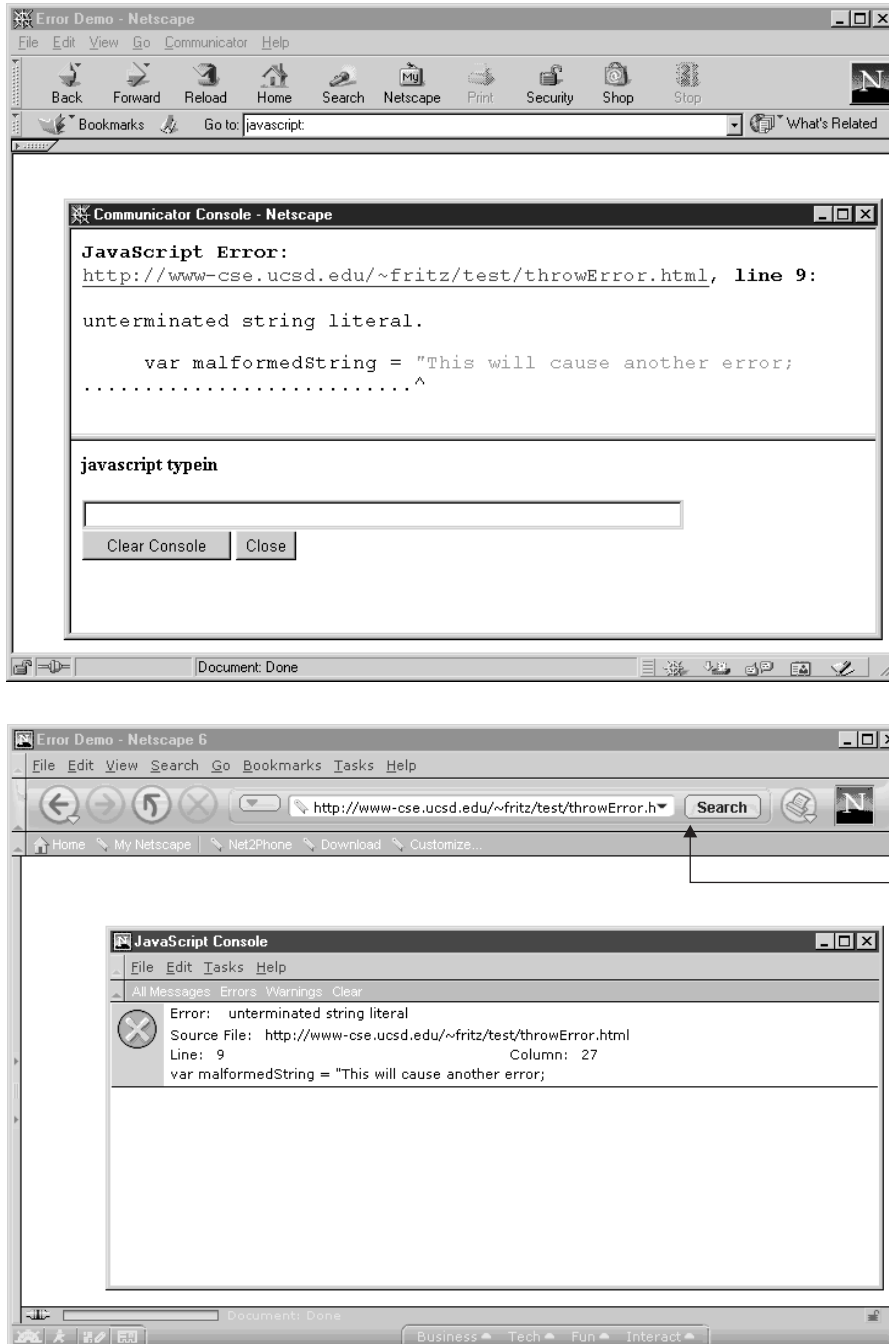 Error Demo - Netscape
File Edit View Go Communicator Help
Back Forward Reload Home Search Netscape Print Security Shop Stop
My
N
Bookmarks Go to: javascript: What's Related
Communicator Console - Netscape
JavaScript Error:
http://www-cse.ucsd.edu/~fritz/test/throwError.html, line 9:
unterminated string literal.
var malformedString = "This will cause another error;
...........................^
javascript typein
Clear Console Close
Document: Done
N Error Demo - Netscape 6
File Edit View Search Go Bookmarks Tasks Help
http://www-cse.ucsd.edu/~fritz/test/throwError.h Search N
Home My Netscape Net2Phone Download Customize...
N JavaScript Console
File Edit Tasks Help
All Messages Errors Warnings Clear
Error: unterminated string literal
Source File: http://www-cse.ucsd.edu/~fritz/test/throwError.html
Line: 9 Column: 27
var malformedString = "This will cause another error;
Document: Done
Business Tech Fun Interact